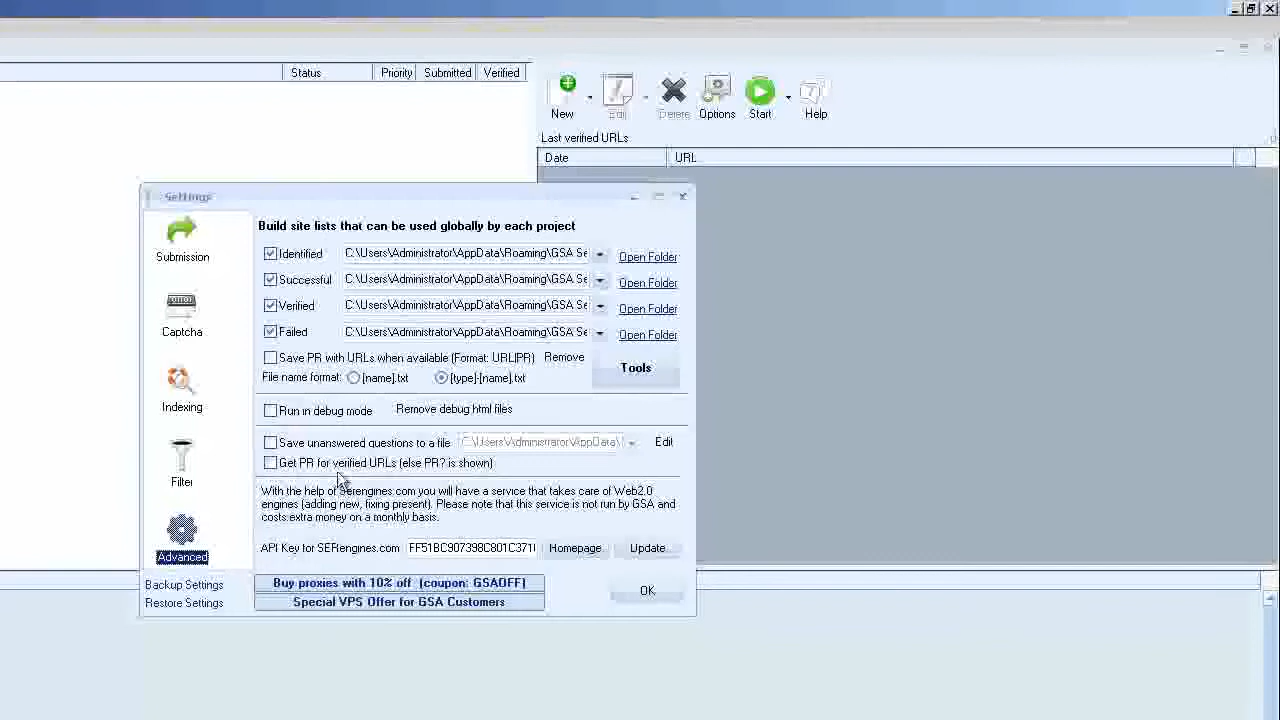 Status Priority Submitted Verified
New Edit Delete Options Start Help
Last verified URLs
Date URL
Settings
Submission
Captcha
Indexing
Filter
Advanced
Backup Settings
Restore Settings
Build site lists that can be used globally by each project
Identified C:\Users\Administrator\AppData\Roaming\GSA Se Open Folder
Successful C:\Users\Administrator\AppData\Roaming\GSA Se Open Folder
Verified C:\Users\Administrator\AppData\Roaming\GSA Se Open Folder
Failed C:\Users\Administrator\AppData\Roaming\GSA Se Open Folder
Save PR with URLs when available (Format: URL|PR) Remove
Tools
File name format: [name].txt [type]-[name].txt
Run in debug mode Remove debug html files
Save unanswered questions to a file C:\Users\Administrator\AppData\ Edit
Get PR for verified URLs (else PR? is shown)
With the help of SERengines.com you will have a service that takes care of Web2.0
engines (adding new, fixing present). Please note that this service is not run by GSA and
costs extra money on a monthly basis.
API Key for SERengines.com FF51BC907398C801C371 Homepage Update
Buy proxies with 10% off (coupon: GSAOFF)
Special VPS Offer for GSA Customers
OK